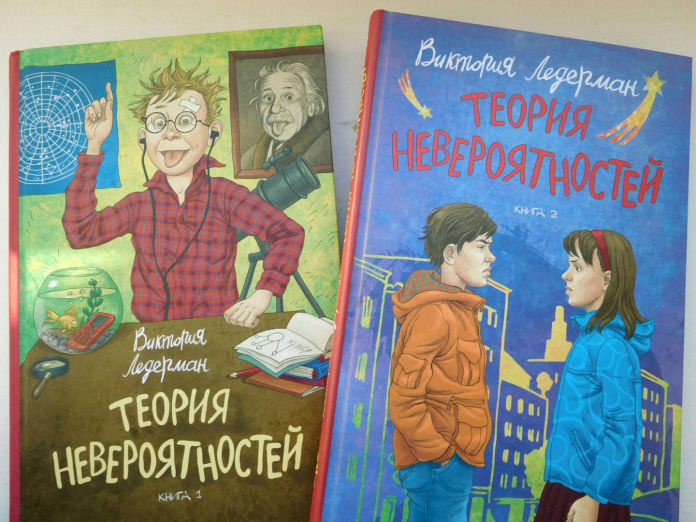 Виктория
Ледерман
ТЕОРИЯ
НЕВЕРОЯТНОСТЕЙ
КНИГА 1
Виктория Ледерман
ТЕОРИЯ
НЕВЕРОЯТНОСТЕЙ
КНИГА 2